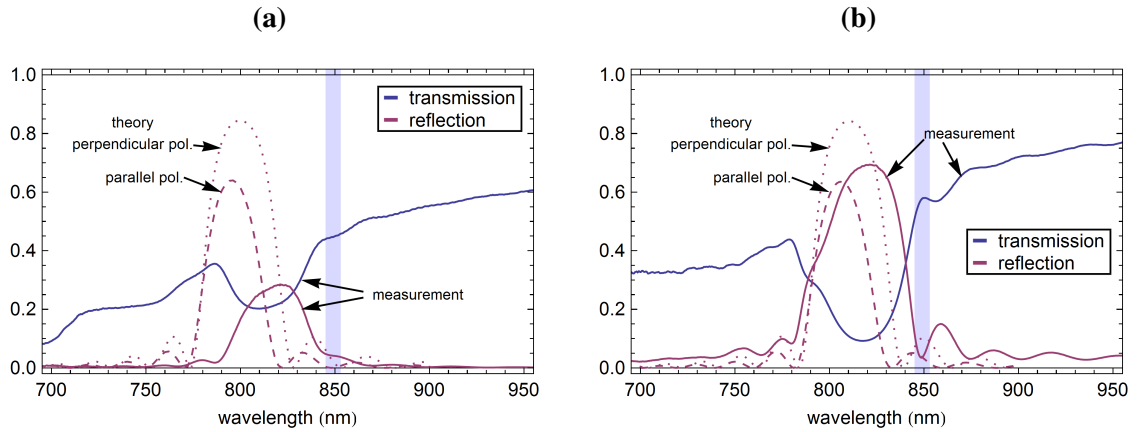 (a)
(b)
1.0
0.8
0.6
0.4
0.2
0.0
theory
perpendicular pol.
parallel pol.
transmission
reflection
measurement
700
750
800
850
900
950
wavelength (nm)
1.0
0.8
0.6
0.4
0.2
0.0
theory
perpendicular pol.
parallel pol.
measurement
transmission
reflection
700
750
800
850
900
950
wavelength (nm)